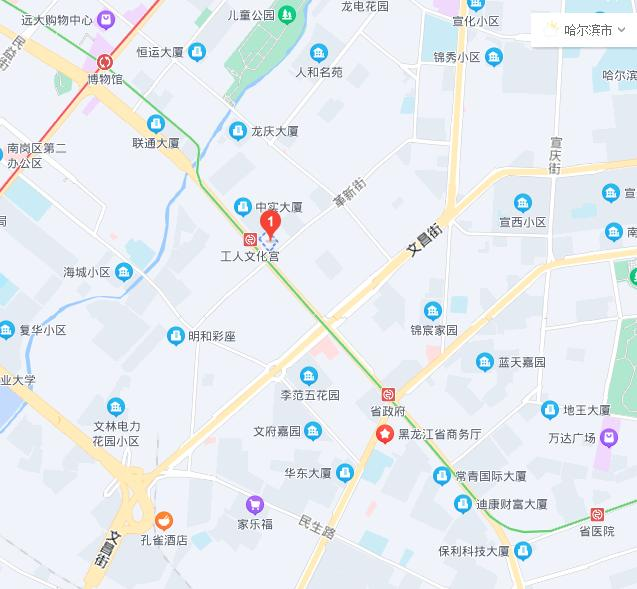 远大购物中心
儿童公园
龙电花园
宣化小区
哈尔滨市
民益街
恒运大厦
人和名苑
锦秀小区
哈尔滨
博物馆
联通大厦
龙庆大厦
南岗区第二
办公区
宣庆街
革新街
中实大厦
1
宣
宣西小区
局
工人文化宫
文昌街
南
海城小区
复华小区
明和彩座
锦宸家园
蓝天嘉园
业大学
李范五花园
省政府
地王大厦
文林电力
花园小区
文府嘉园
黑龙江省商务厅
万达广场
华东大厦
常青国际大厦
迪康财富大厦
家乐福
民生路
孔雀酒店
文昌街
保利科技大厦
省医院